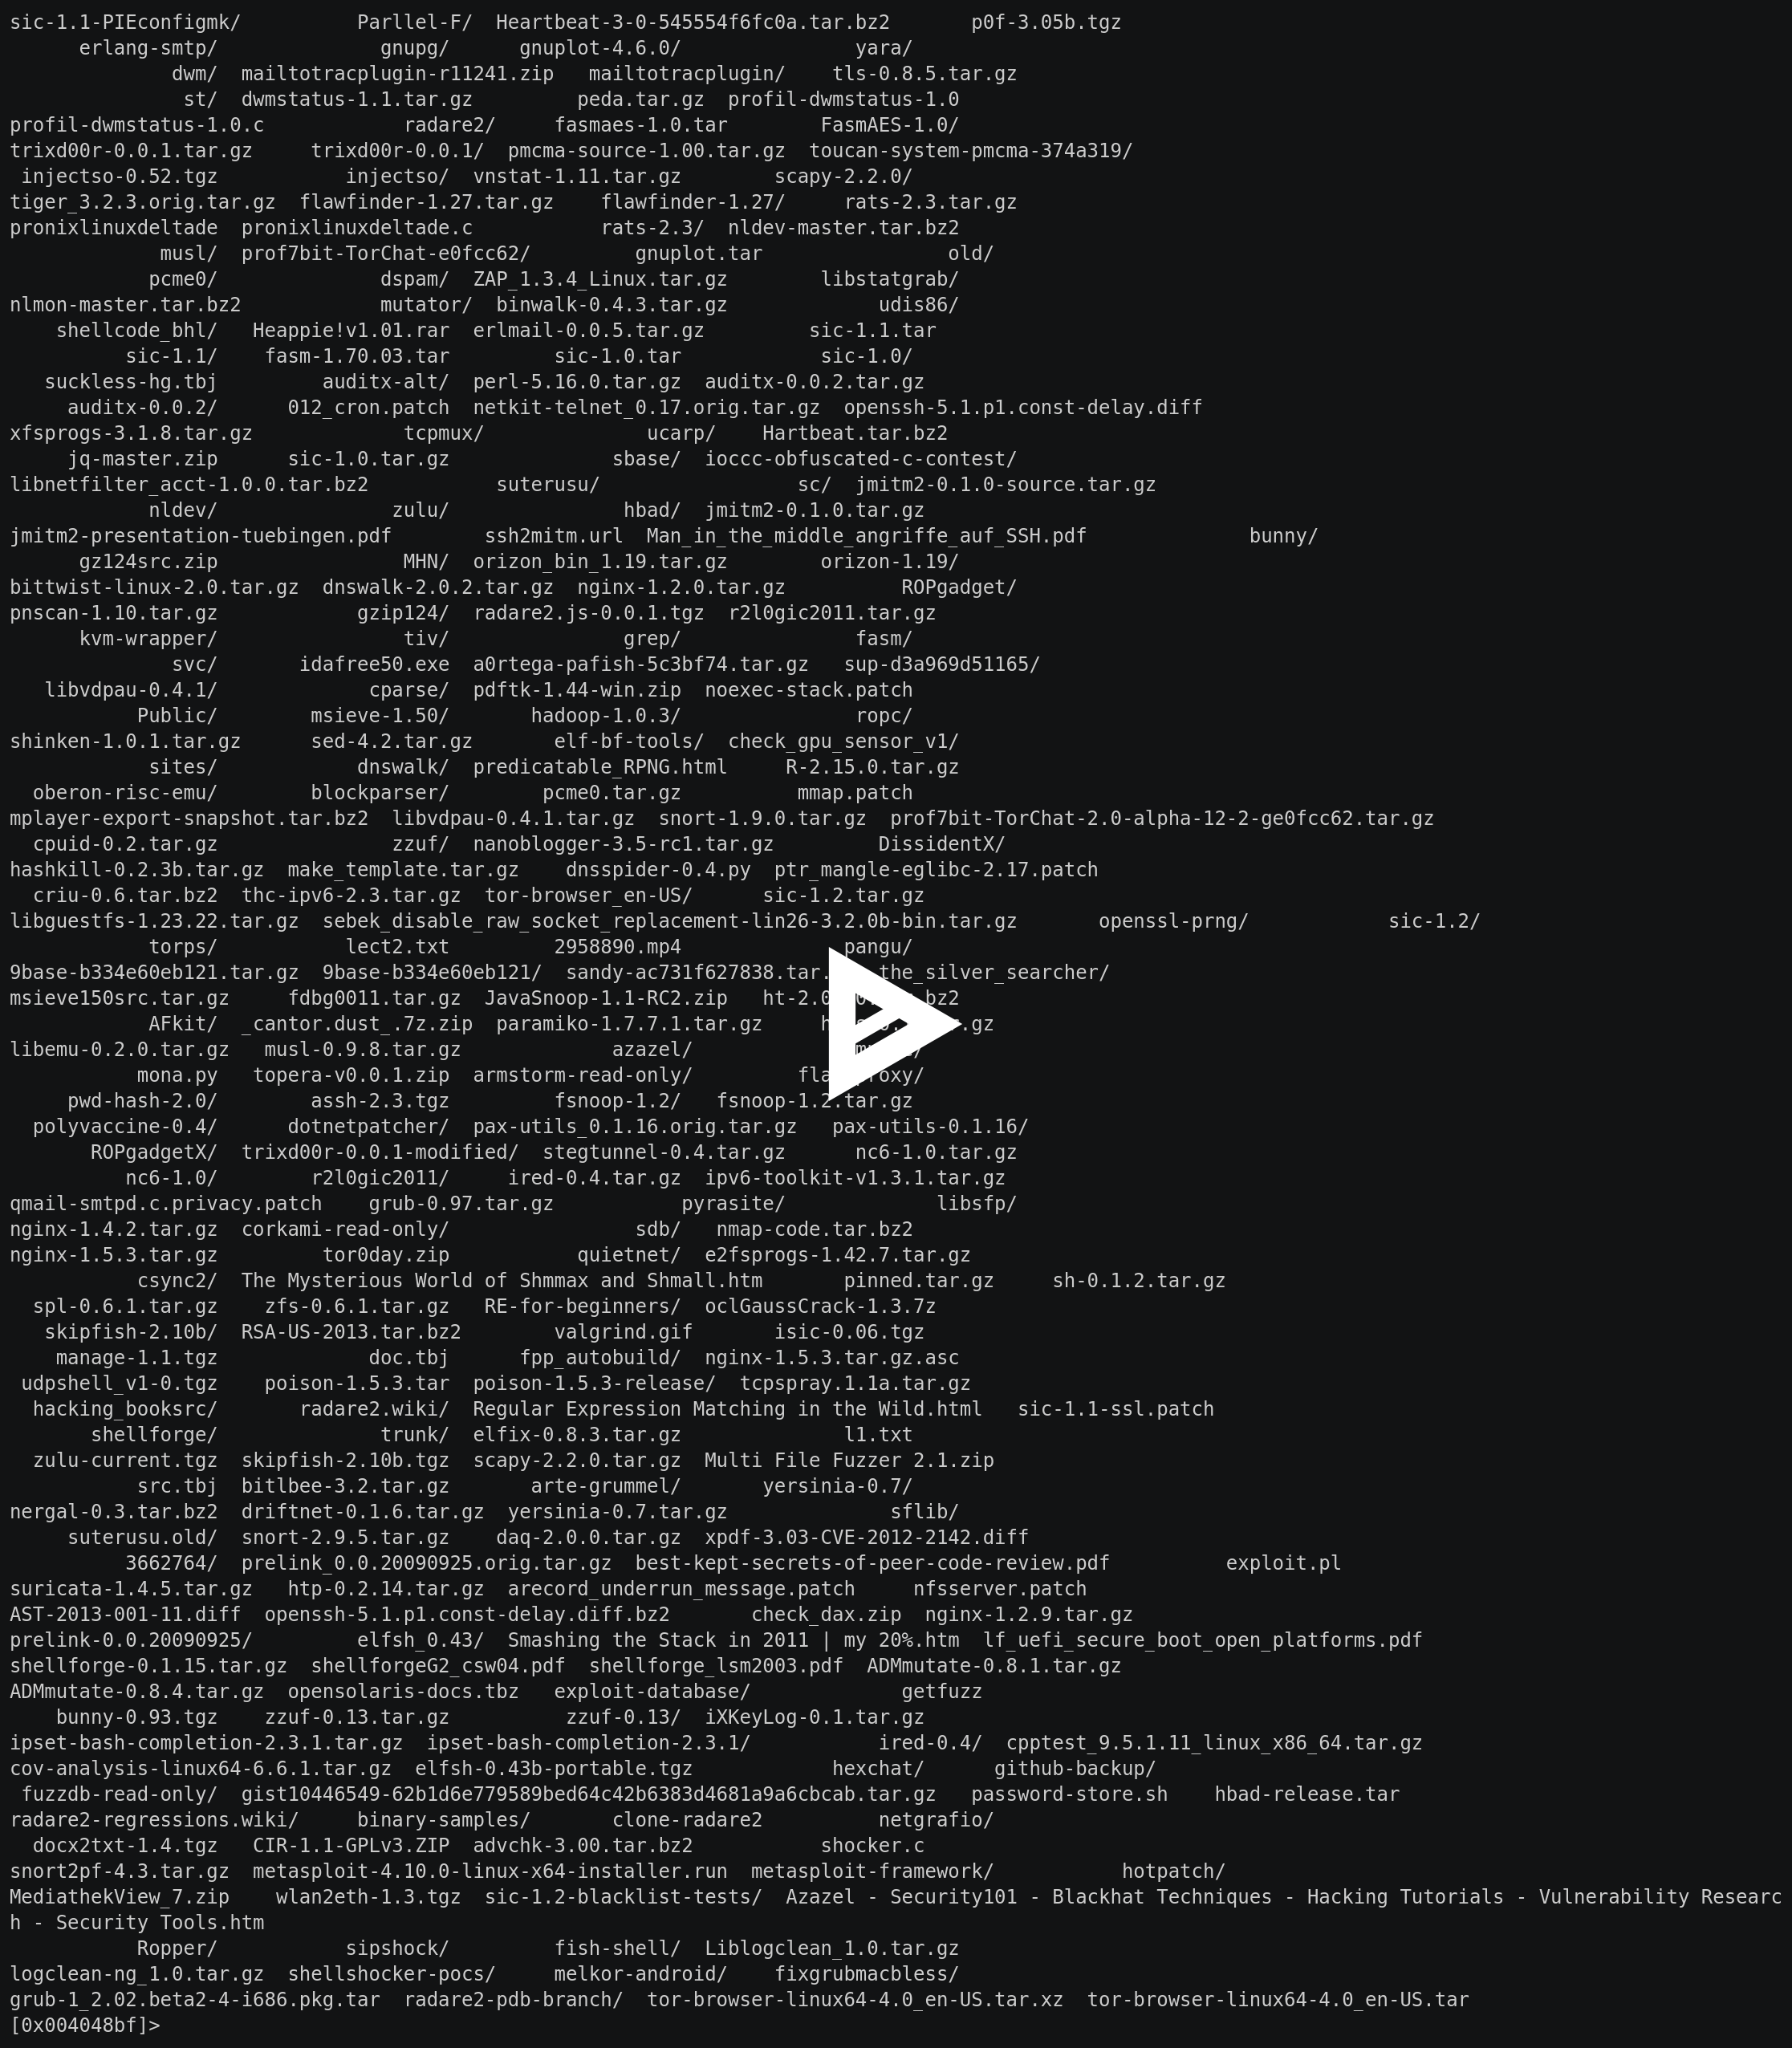 sic-1.1-PIEconfigmk/ Parllel-F/ Heartbeat-3-0-545554f6fc0a.tar.bz2 p0f-3.05b.tgz
erlang-smtp/ gnupg/ gnuplot-4.6.0/ yara/
dwm/ mailtotracplugin-r11241.zip mailtotracplugin/ tls-0.8.5.tar.gz
st/ dwmstatus-1.1.tar.gz peda.tar.gz profil-dwmstatus-1.0
profil-dwmstatus-1.0.c radare2/ fasmaes-1.0.tar FasmAES-1.0/
trixd00r-0.0.1.tar.gz trixd00r-0.0.1/ pmcma-source-1.00.tar.gz toucan-system-pmcma-374a319/
injectso-0.52.tgz injectso/ vnstat-1.11.tar.gz scapy-2.2.0/
tiger_3.2.3.orig.tar.gz flawfinder-1.27.tar.gz flawfinder-1.27/ rats-2.3.tar.gz
pronixlinuxdeltade pronixlinuxdeltade.c rats-2.3/ nldev-master.tar.bz2
musl/ prof7bit-TorChat-e0fcc62/ gnuplot.tar old/
pcme0/ dspam/ ZAP_1.3.4_Linux.tar.gz libstatgrab/
nlmon-master.tar.bz2 mutator/ binwalk-0.4.3.tar.gz udis86/
shellcode_bhl/ Heappie!v1.01.rar erlmail-0.0.5.tar.gz sic-1.1.tar
sic-1.1/ fasm-1.70.03.tar sic-1.0.tar sic-1.0/
suckless-hg.tbj auditx-alt/ perl-5.16.0.tar.gz auditx-0.0.2.tar.gz
auditx-0.0.2/ 012_cron.patch netkit-telnet_0.17.orig.tar.gz openssh-5.1.p1.const-delay.diff
xfsprogs-3.1.8.tar.gz tcpmux/ ucarp/ Hartbeat.tar.bz2
jq-master.zip sic-1.0.tar.gz sbase/ ioccc-obfuscated-c-contest/
libnetfilter_acct-1.0.0.tar.bz2 suterusu/ sc/ jmitm2-0.1.0-source.tar.gz
nldev/ zulu/ hbad/ jmitm2-0.1.0.tar.gz
jmitm2-presentation-tuebingen.pdf ssh2mitm.url Man_in_the_middle_angriffe_auf_SSH.pdf bunny/
gz124src.zip MHN/ orizon_bin_1.19.tar.gz orizon-1.19/
bittwist-linux-2.0.tar.gz dnswalk-2.0.2.tar.gz nginx-1.2.0.tar.gz ROPgadget/
pnscan-1.10.tar.gz gzip124/ radare2.js-0.0.1.tgz r2l0gic2011.tar.gz
kvm-wrapper/ tiv/ grep/ fasm/
svc/ idafree50.exe a0rtega-pafish-5c3bf74.tar.gz sup-d3a969d51165/
libvdpau-0.4.1/ cparse/ pdftk-1.44-win.zip noexec-stack.patch
Public/ msieve-1.50/ hadoop-1.0.3/ ropc/
shinken-1.0.1.tar.gz sed-4.2.tar.gz elf-bf-tools/ check_gpu_sensor_v1/
sites/ dnswalk/ predicatable_RPNG.html R-2.15.0.tar.gz
oberon-risc-emu/ blockparser/ pcme0.tar.gz mmap.patch
mplayer-export-snapshot.tar.bz2 libvdpau-0.4.1.tar.gz snort-1.9.0.tar.gz prof7bit-TorChat-2.0-alpha-12-2-ge0fcc62.tar.gz
cpuid-0.2.tar.gz zzuf/ nanoblogger-3.5-rc1.tar.gz DissidentX/
hashkill-0.2.3b.tar.gz make_template.tar.gz dnsspider-0.4.py ptr_mangle-eglibc-2.17.patch
criu-0.6.tar.bz2 thc-ipv6-2.3.tar.gz tor-browser_en-US/ sic-1.2.tar.gz
libguestfs-1.23.22.tar.gz sebek_disable_raw_socket_replacement-lin26-3.2.0b-bin.tar.gz openssl-prng/ sic-1.2/
torps/ lect2.txt 2958890.mp4 pangu/
9base-b334e60eb121.tar.gz 9base-b334e60eb121/ the_silver_searcher/
msieve150src.tar.gz fdbg0011.tar.gz JavaSnoop-1.1-RC2.zip
AFkit/ _cantor.dust_.7z.zip paramiko-1.7.7.1.tar.gz
libemu-0.2.0.tar.gz musl-0.9.8.tar.gz azazel/
mona.py topera-v0.0.1.zip armstorm-read-only/
pwd-hash-2.0/ assh-2.3.tgz fsnoop-1.2/ fsnoop-1.2.tar.gz
polyvaccine-0.4/ dotnetpatcher/ pax-utils_0.1.16.orig.tar.gz pax-utils-0.1.16/
ROPgadgetX/ trixd00r-0.0.1-modified/ stegtunnel-0.4.tar.gz nc6-1.0.tar.gz
nc6-1.0/ r2l0gic2011/ ired-0.4.tar.gz ipv6-toolkit-v1.3.1.tar.gz
qmail-smtpd.c.privacy.patch grub-0.97.tar.gz pyrasite/ libsfp/
nginx-1.4.2.tar.gz corkami-read-only/ sdb/ nmap-code.tar.bz2
nginx-1.5.3.tar.gz tor0day.zip quietnet/ e2fsprogs-1.42.7.tar.gz
csync2/ The Mysterious World of Shmmax and Shmall.htm pinned.tar.gz sh-0.1.2.tar.gz
spl-0.6.1.tar.gz zfs-0.6.1.tar.gz RE-for-beginners/ oclGaussCrack-1.3.7z
skipfish-2.10b/ RSA-US-2013.tar.bz2 valgrind.gif isic-0.06.tgz
manage-1.1.tgz doc.tbj fpp_autobuild/ nginx-1.5.3.tar.gz.asc
udpshell_v1-0.tgz poison-1.5.3.tar poison-1.5.3-release/ tcpspray.1.1a.tar.gz
hacking_booksrc/ radare2.wiki/ Regular Expression Matching in the Wild.html sic-1.1-ssl.patch
shellforge/ trunk/ elfix-0.8.3.tar.gz l1.txt
zulu-current.tgz skipfish-2.10b.tgz scapy-2.2.0.tar.gz Multi File Fuzzer 2.1.zip
src.tbj bitlbee-3.2.tar.gz arte-grummel/ yersinia-0.7/
nergal-0.3.tar.bz2 driftnet-0.1.6.tar.gz yersinia-0.7.tar.gz sflib/
suterusu.old/ snort-2.9.5.tar.gz daq-2.0.0.tar.gz xpdf-3.03-CVE-2012-2142.diff
3662764/ prelink_0.0.20090925.orig.tar.gz best-kept-secrets-of-peer-code-review.pdf exploit.pl
suricata-1.4.5.tar.gz htp-0.2.14.tar.gz arecord_underrun_message.patch nfsserver.patch
AST-2013-001-11.diff openssh-5.1.p1.const-delay.diff.bz2 check_dax.zip nginx-1.2.9.tar.gz
prelink-0.0.20090925/ elfsh_0.43/ Smashing the Stack in 2011 | my 20%.htm lf_uefi_secure_boot_open_platforms.pdf
shellforge-0.1.15.tar.gz shellforgeG2_csw04.pdf shellforge_lsm2003.pdf ADMmutate-0.8.1.tar.gz
ADMmutate-0.8.4.tar.gz opensolaris-docs.tbz exploit-database/ getfuzz
bunny-0.93.tgz zzuf-0.13.tar.gz zzuf-0.13/ iXKeyLog-0.1.tar.gz
ipset-bash-completion-2.3.1.tar.gz ipset-bash-completion-2.3.1/ ired-0.4/ cpptest_9.5.1.11_linux_x86_64.tar.gz
cov-analysis-linux64-6.6.1.tar.gz elfsh-0.43b-portable.tgz hexchat/ github-backup/
fuzzdb-read-only/ gist10446549-62b1d6e779589bed64c42b6383d4681a9a6cbcab.tar.gz password-store.sh hbad-release.tar
radare2-regressions.wiki/ binary-samples/ clone-radare2 netgrafio/
docx2txt-1.4.tgz CIR-1.1-GPLv3.ZIP advchk-3.00.tar.bz2 shocker.c
snort2pf-4.3.tar.gz metasploit-4.10.0-linux-x64-installer.run metasploit-framework/ hotpatch/
MediathekView_7.zip wlan2eth-1.3.tgz sic-1.2-blacklist-tests/ Azazel - Security101 - Blackhat Techniques - Hacking Tutorials - Vulnerability Researc
h - Security Tools.htm
Ropper/ sipshock/ fish-shell/ Liblogclean_1.0.tar.gz
logclean-ng_1.0.tar.gz shellshocker-pocs/ melkor-android/ fixgrubmacbless/
grub-1_2.02.beta2-4-i686.pkg.tar radare2-pdb-branch/ tor-browser-linux64-4.0_en-US.tar.xz tor-browser-linux64-4.0_en-US.tar
[0x004048bf]>